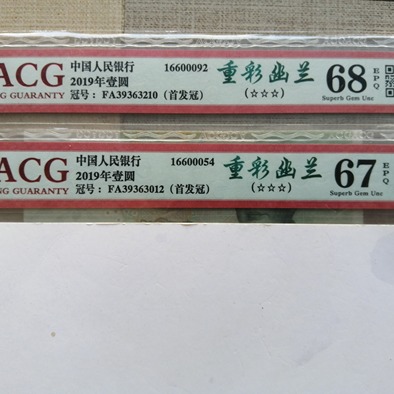 ACG
NG GUARANTY
中国人民银行
2019年壹圆
冠号： FA39363210（首发冠）
16600092
重彩幽兰
（☆☆☆）
68
EPQ
Superb Gem Unc
ACG
NG GUARANTY
中国人民银行
2019年壹圆
冠号： FA39363012（首发冠）
16600054
重彩幽兰
（☆☆☆）
67
EPQ
Superb Gem Unc